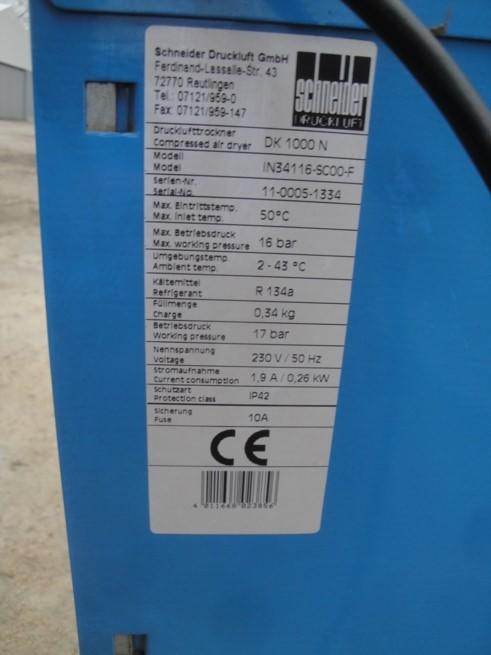 Schneider Druckluft GmbH
Ferdinand-Lassalle-Str. 43
72770 Reutlingen
Tel.: 07121/959-0
Fax: 07121/959-147
schneider
DRUCKLUFT
Drucklufttrockner
Compressed air dryer DK 1000 N
Modell
Model IN34116-SC00-F
Serien-Nr.
Serial-No. 11-0005-1334
Max. Eintrittstemp.
Max. Inlet temp. 50°C
Max. Betriebsdruck
Max. working pressure 16 bar
Umgebungstemp.
Ambient temp. 2 - 43 °C
Kältemittel
Refrigerant R 134a
Füllmenge
Charge 0,34 kg
Betriebsdruck
Working pressure 17 bar
Nennspannung
Voltage 230 V / 50 Hz
Stromaufnahme
Current consumption 1,9 A / 0,26 kW
Schutzart
Protection class IP42
Sicherung
Fuse 10A
CE
4 011668 023856